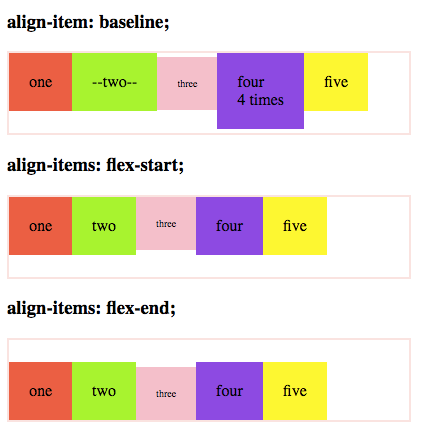 align-item: baseline;
one --two-- three four five
4 times
align-items: flex-start;
one two three four five
align-items: flex-end;
one two three four five